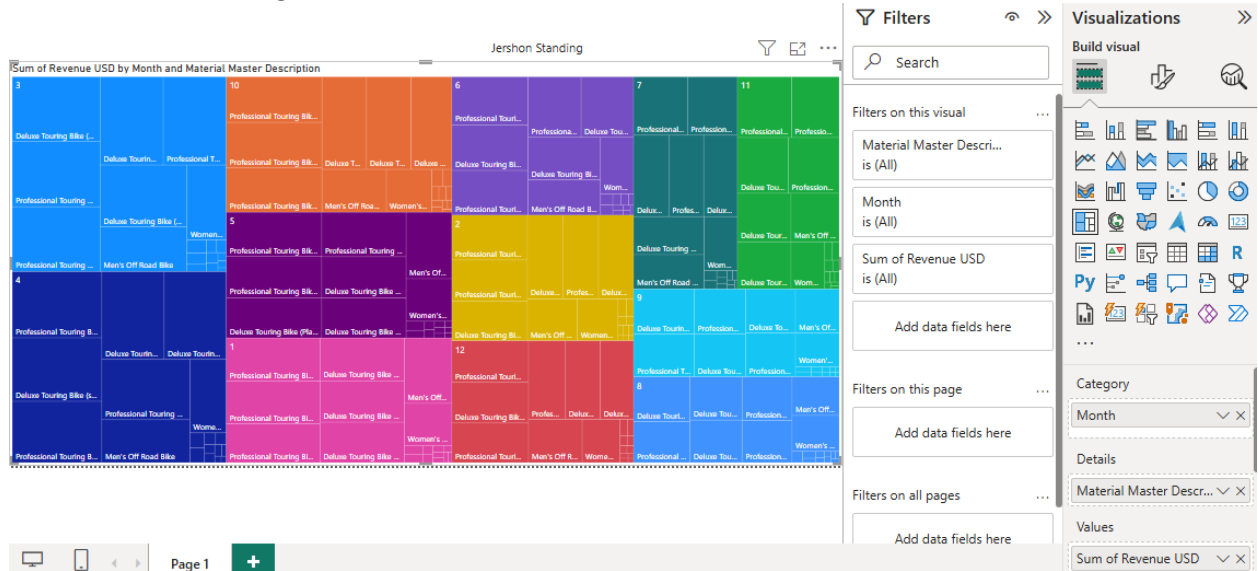 Jershon Standing
Sum of Revenue USD by Month and Material Master Description
3
Deluxe Touring Bike (...
Professional Touring ...
Professional Touring ...
Deluxe Tourin...
Professional T...
Deluxe Touring Bike (...
Women...
Men's Off Road Bike
4
Professional Touring B...
Deluxe Touring Bike (s...
Professional Touring B...
Deluxe Tourin...
Deluxe Tourin...
Professional Touring ...
Wome...
Men's Off Road Bike
10
Professional Touring Bik...
Professional Touring Bik...
Professional Touring Bik...
Deluxe T...
Deluxe T...
Deluxe ...
Men's Off Roa...
Women's...
5
Professional Touring Bik...
Professional Touring ...
Men's Of...
Professional Touring Bik...
Deluxe Touring Bike ...
Women's...
Deluxe Touring Bike (Pla...
Deluxe Touring Bike ...
1
Professional Touring Bi...
Deluxe Touring Bike ...
Men's Off...
Professional Touring Bi...
Deluxe Touring Bike ...
Women's ...
Professional Touring Bi...
Deluxe Touring Bike ...
6
Professional Touri...
Professiona...
Deluxe Tou...
Deluxe Touring Bi...
Deluxe Touring Bi...
Wom...
Professional Touri...
Men's Off Road B...
2
Professional Touri...
Professional Touri...
Deluxe...
Profes...
Delux...
Deluxe Touring Bi...
Men's Off ...
Women...
12
Professional Touri...
Deluxe Touring Bik...
Profes...
Delux...
Delux...
Professional Touri...
Men's Off R...
Wome...
7
Professional...
Profession...
Delux...
Profes...
Delux...
Deluxe Touring ...
Wom...
Men's Off Road ...
11
Professional...
Professio...
Deluxe Tou...
Profession...
Deluxe Tour...
Men's Off ...
Deluxe Tour...
Wom...
9
Deluxe Tourin...
Profession...
Deluxe To...
Men's Of...
Women'...
Professional T...
Deluxe Tou...
Profession...
8
Deluxe Touri...
Deluxe Tou...
Profession...
Men's Off...
Women's ...
Professional ...
Deluxe Tou...
Profession...
Page 1
+
Filters
Search
Filters on this visual
...
Material Master Descri...
is (All)
Month
is (All)
Sum of Revenue USD
is (All)
Add data fields here
Filters on this page
...
Add data fields here
Filters on all pages
...
Add data fields here
Visualizations
Build visual
123
R
Py
123
...
Category
Month
Details
Material Master Descr...
Values
Sum of Revenue USD